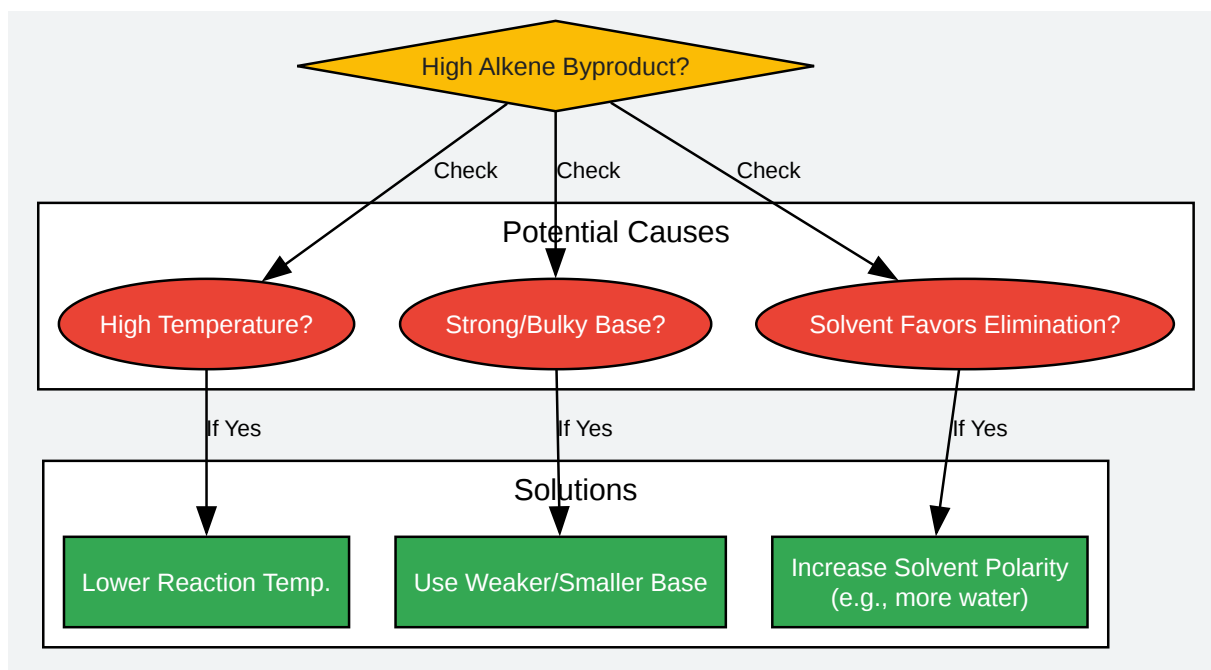 High Alkene Byproduct?
Check
Check
Check
Potential Causes
High Temperature?
Strong/Bulky Base?
Solvent Favors Elimination?
If Yes
If Yes
If Yes
Solutions
Lower Reaction Temp.
Use Weaker/Smaller Base
Increase Solvent Polarity
(e.g., more water)